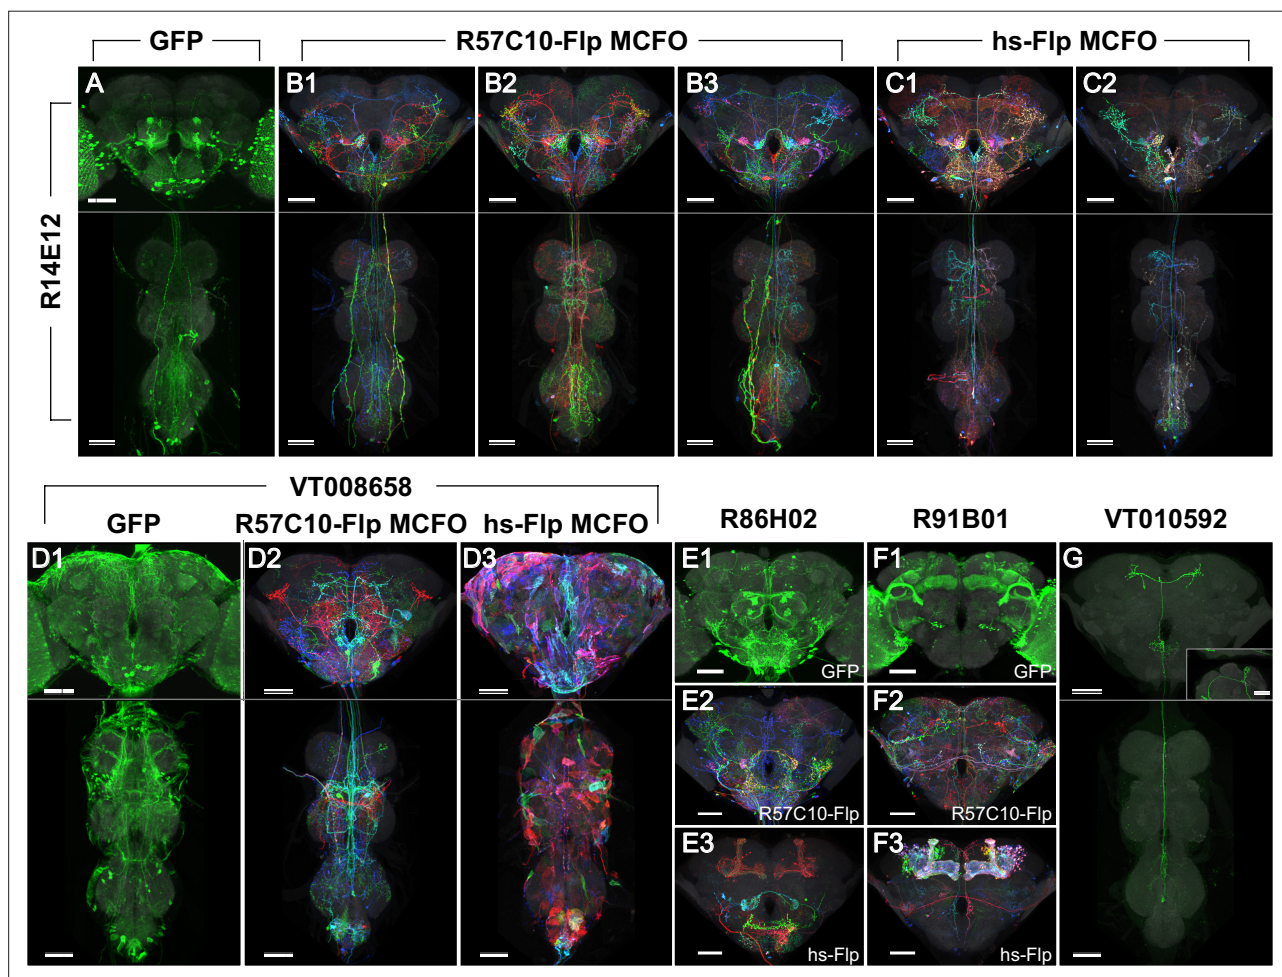 GFP
R57C10-Flp MCFO
hs-Flp MCFO
R14E12
A
B1
B2
B3
C1
C2
VT008658
GFP
R57C10-Flp MCFO
hs-Flp MCFO
R86H02
R91B01
VT010592
D1
D2
D3
E1
GFP
F1
GFP
G
E2
R57C10-Flp
F2
R57C10-Flp
E3
hs-Flp
F3
hs-Flp